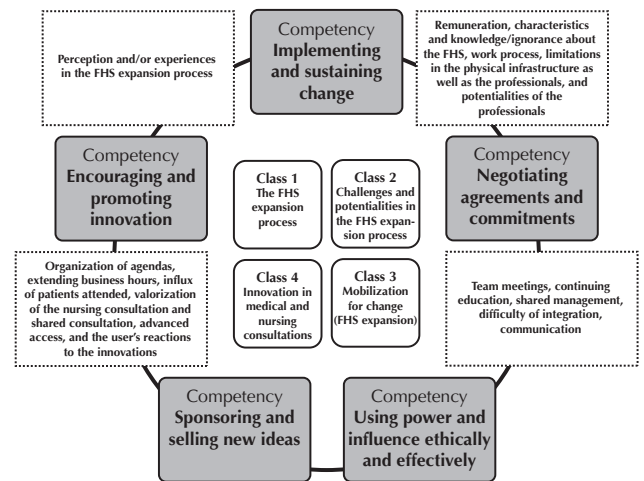 Competency
Implementing
and sustaining
change
Perception and/or experiences
in the FHS expansion process
Remuneration, characteristics
and knowledge/ignorance about
the FHS, work process, limitations
in the physical infrastructure as
well as the professionals, and
potentialities of the
professionals
Competency
Encouraging and
promoting
innovation
Class 1
The FHS
expansion
process
Class 2
Challenges and
potentialities in
the FHS expan-
sion process
Competency
Negotiating
agreements and
commitments
Organization of agendas,
extending business hours, influx
of patients attended, valorization
of the nursing consultation and
shared consultation, advanced
access, and the user's reactions
to the innovations
Class 4
Innovation in
medical and
nursing
consultations
Class 3
Mobilization
for change
(FHS expansion)
Team meetings, continuing
education, shared management,
difficulty of integration,
communication
Competency
Sponsoring and
selling new ideas
Competency
Using power and
influence ethically
and effectively